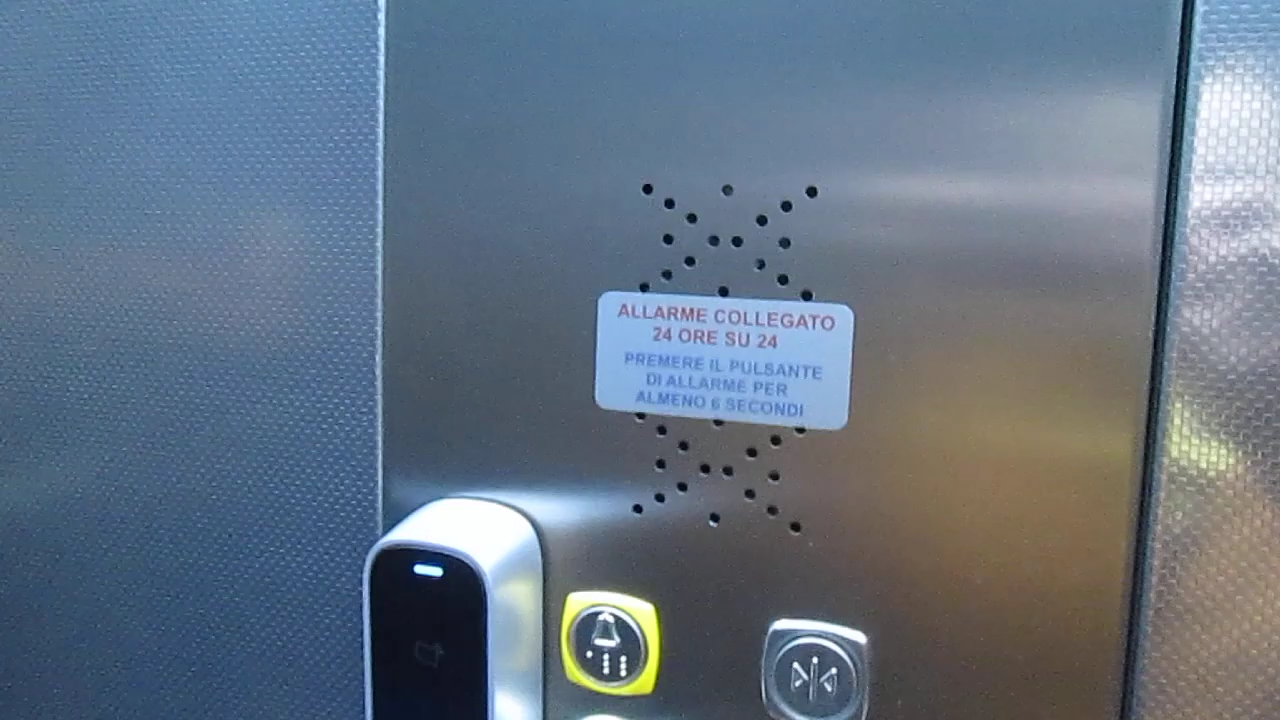 ALLARME COLLEGATO
24 ORE SU 24
PREMERE IL PULSANTE
DI ALLARME PER
ALMENO 6 SECONDI